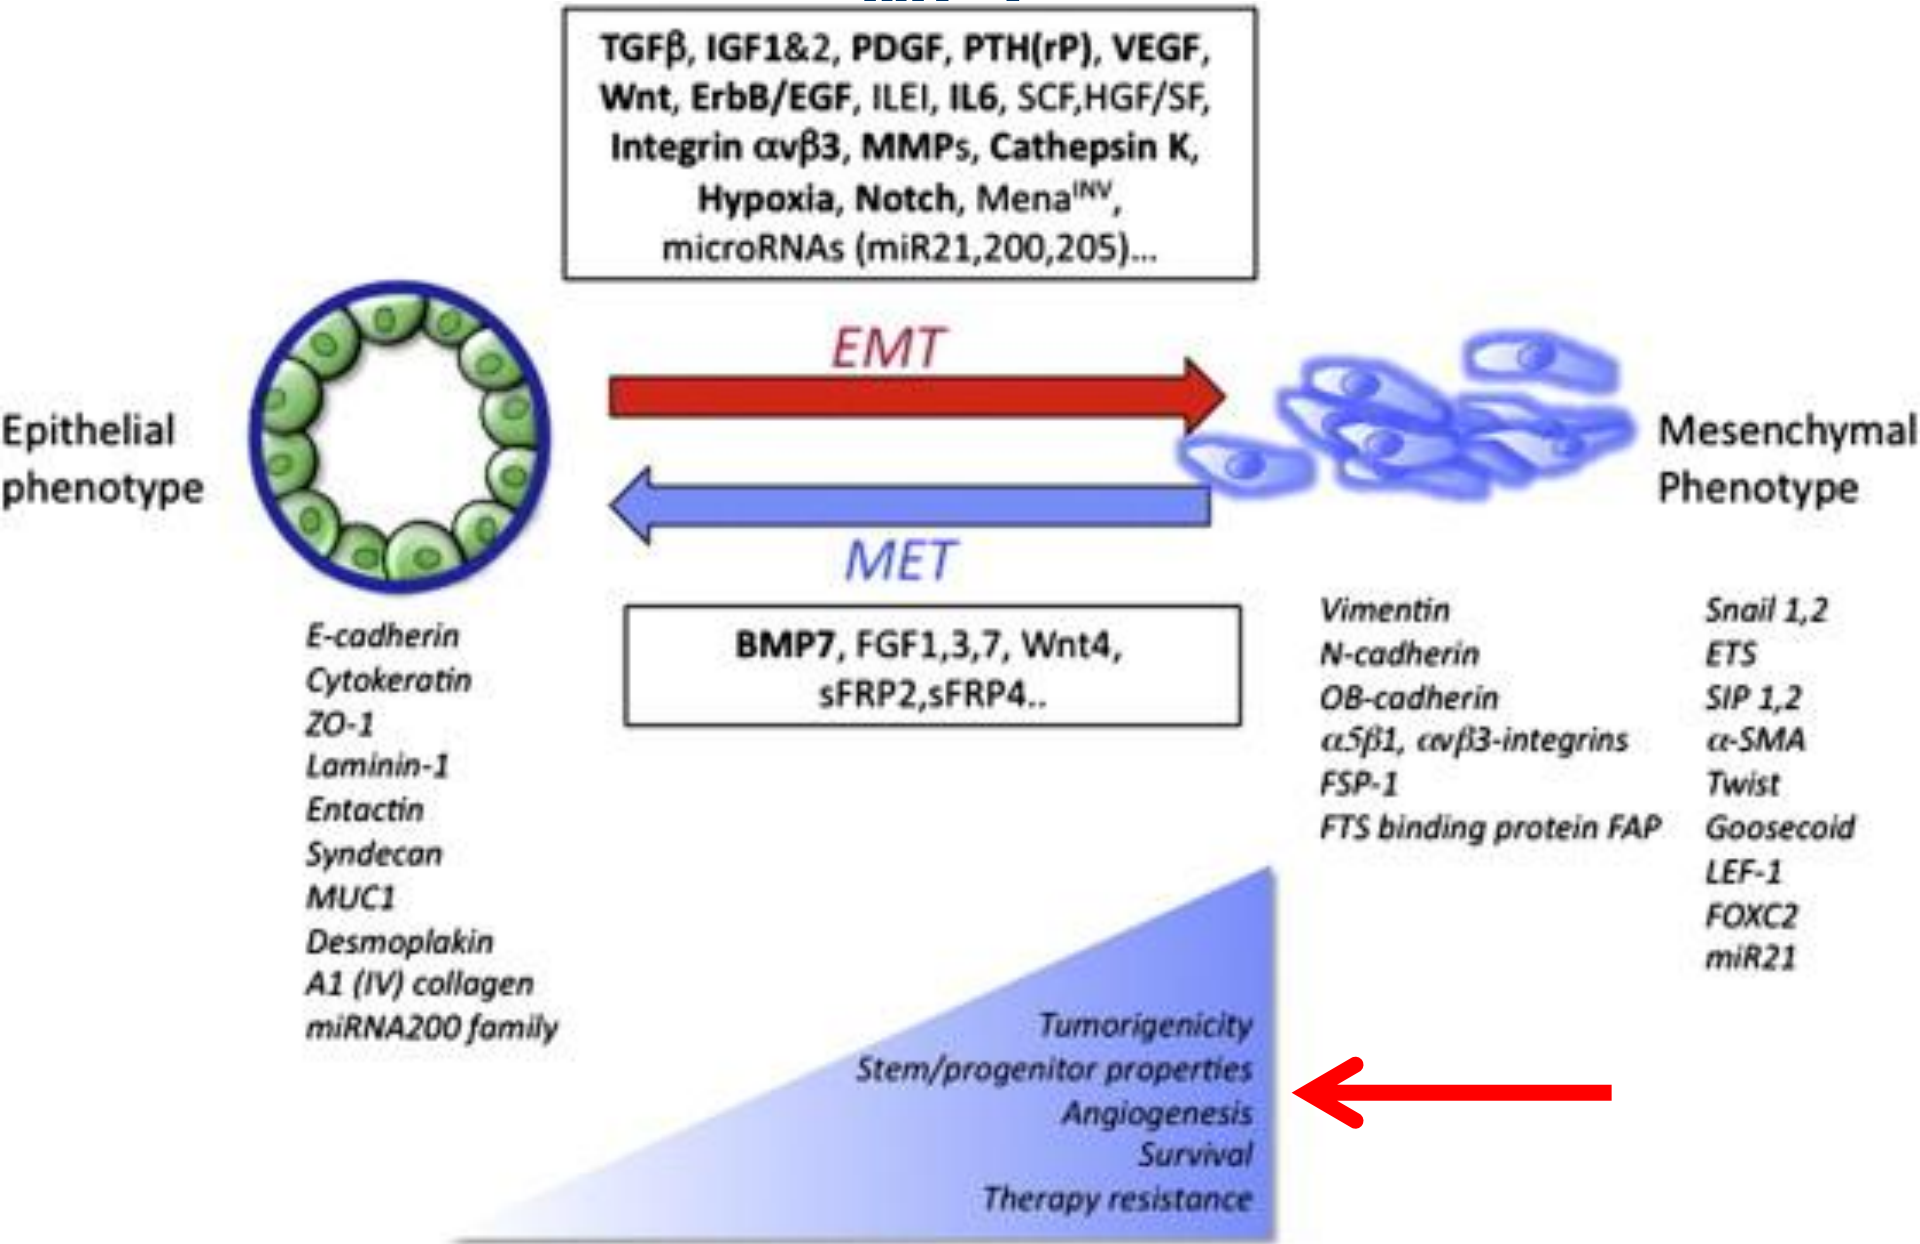 TGFβ, IGF1&2, PDGF, PTH(rP), VEGF,
Wnt, ErbB/EGF, ILEI, IL6, SCF,HGF/SF,
Integrin αvβ3, MMPs, Cathepsin K,
Hypoxia, Notch, Mena^INV,
microRNAs (miR21,200,205)...
EMT
Epithelial
phenotype
Mesenchymal
Phenotype
MET
BMP7, FGF1,3,7, Wnt4,
sFRP2,sFRP4..
E-cadherin
Cytokeratin
ZO-1
Laminin-1
Entactin
Syndecan
MUC1
Desmoplakin
A1 (IV) collagen
miRNA200 family
Vimentin
N-cadherin
OB-cadherin
α5β1, αvβ3-integrins
FSP-1
FTS binding protein FAP
Snail 1,2
ETS
SIP 1,2
α-SMA
Twist
Goosecoid
LEF-1
FOXC2
miR21
Tumorigenicity
Stem/progenitor properties
Angiogenesis
Survival
Therapy resistance